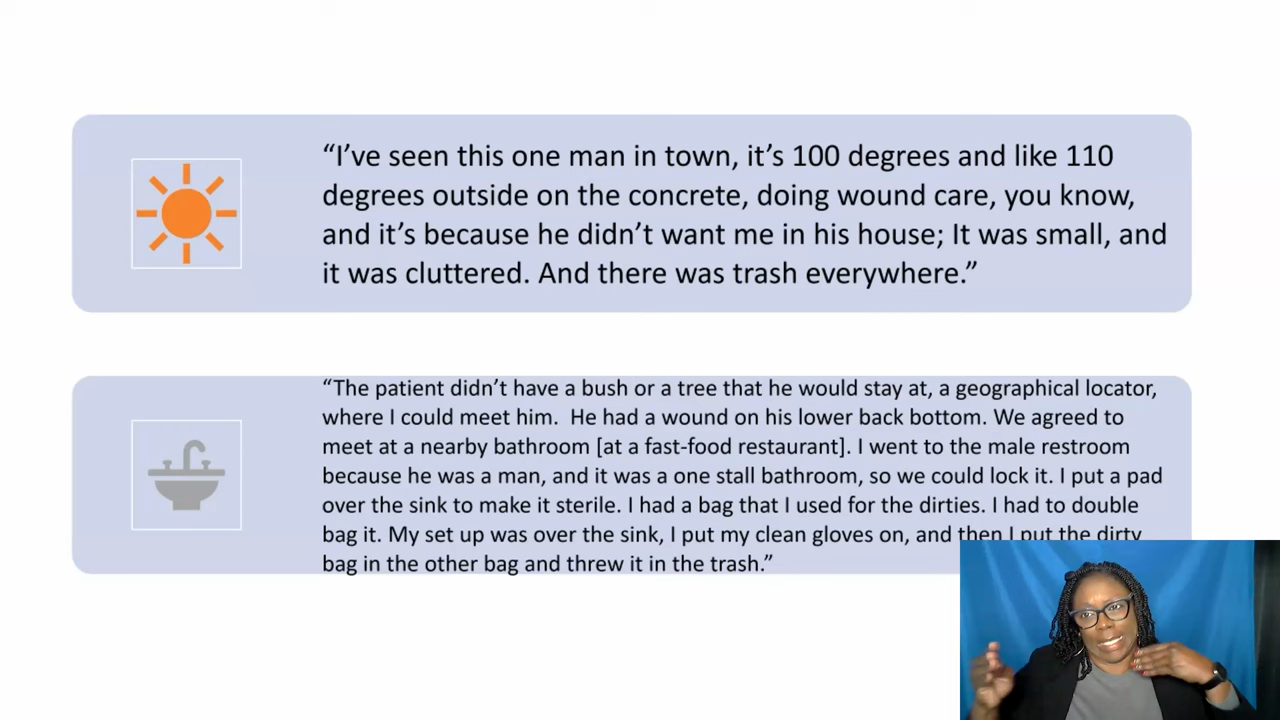 “I’ve seen this one man in town, it’s 100 degrees and like 110
degrees outside on the concrete, doing wound care, you know,
and it’s because he didn’t want me in his house; It was small, and
it was cluttered. And there was trash everywhere.”
“The patient didn’t have a bush or a tree that he would stay at, a geographical locator,
where I could meet him.  He had a wound on his lower back bottom. We agreed to
meet at a nearby bathroom [at a fast-food restaurant]. I went to the male restroom
because he was a man, and it was a one stall bathroom, so we could lock it. I put a pad
over the sink to make it sterile. I had a bag that I used for the dirties. I had to double
bag it. My set up was over the sink, I put my clean gloves on, and then I put the dirty
bag in the other bag and threw it in the trash.”